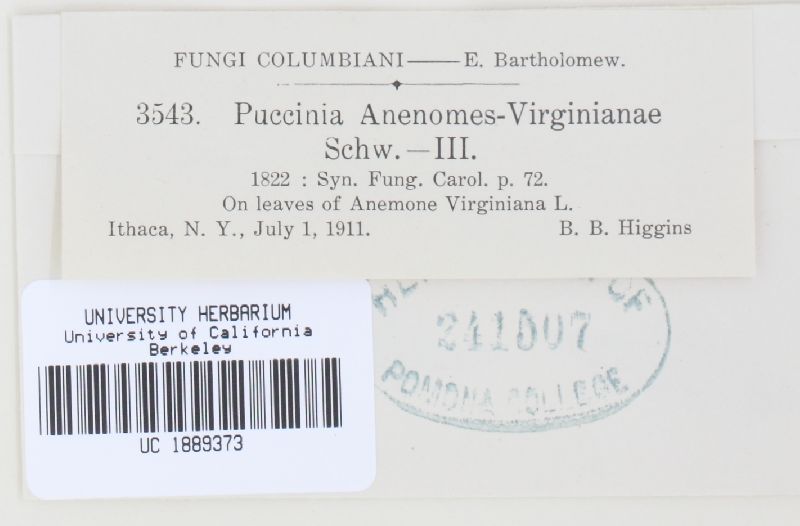 FUNGI COLUMBIANI—E. Bartholomew.
3543. Puccinia Anenomes-Virginianae
Schw.—III.
1822 : Syn. Fung. Carol. p. 72.
On leaves of Anemone Virginiana L.
Ithaca, N. Y., July 1, 1911. B. B. Higgins
OF
241007
POMONA COLLEGE
UNIVERSITY HERBARIUM
University of California
Berkeley
UC 1889373